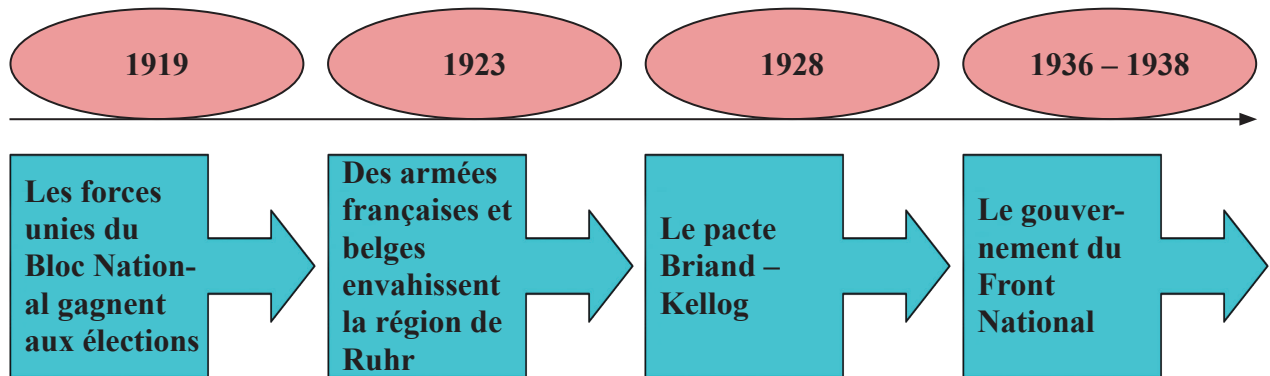 1919
1923
1928
1936 – 1938
Les forces
unies du
Bloc Nation-
al gagnent
aux élections
Des armées
françaises et
belges
envahissent
la région de
Ruhr
Le pacte
Briand –
Kellog
Le gouver-
nement du
Front
National